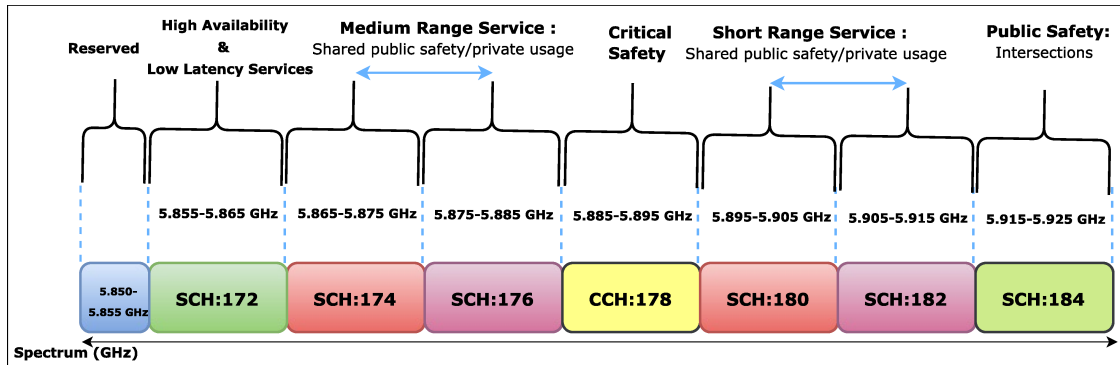 Reserved
High Availability
&
Low Latency Services
Medium Range Service :
Shared public safety/private usage
Critical
Safety
Short Range Service :
Shared public safety/private usage
Public Safety:
Intersections
5.855-5.865 GHz
5.865-5.875 GHz
5.875-5.885 GHz
5.885-5.895 GHz
5.895-5.905 GHz
5.905-5.915 GHz
5.915-5.925 GHz
5.850-
5.855 GHz
SCH:172
SCH:174
SCH:176
CCH:178
SCH:180
SCH:182
SCH:184
Spectrum (GHz)